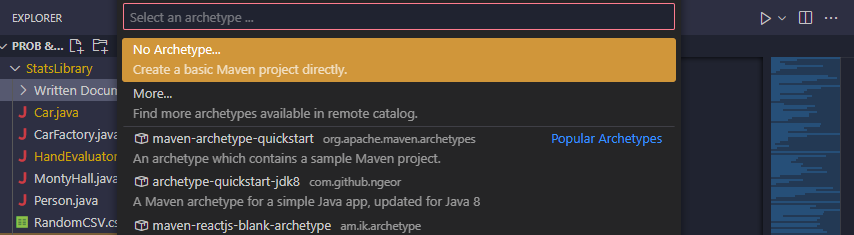 EXPLORER
Select an archetype ...
PROB &...
No Archetype...
Create a basic Maven project directly.
StatsLibrary
Written Docum
More...
Find more archetypes available in remote catalog.
Car.java
CarFactory.java
maven-archetype-quickstart org.apache.maven.archetypes Popular Archetypes
HandEvaluator
An archetype which contains a sample Maven project.
MontyHall.java
archetype-quickstart-jdk8 com.github.ngeor
Person.java
A Maven archetype for a simple Java app, updated for Java 8
RandomCSV.cs
maven-reactjs-blank-archetype am.ik.archetype